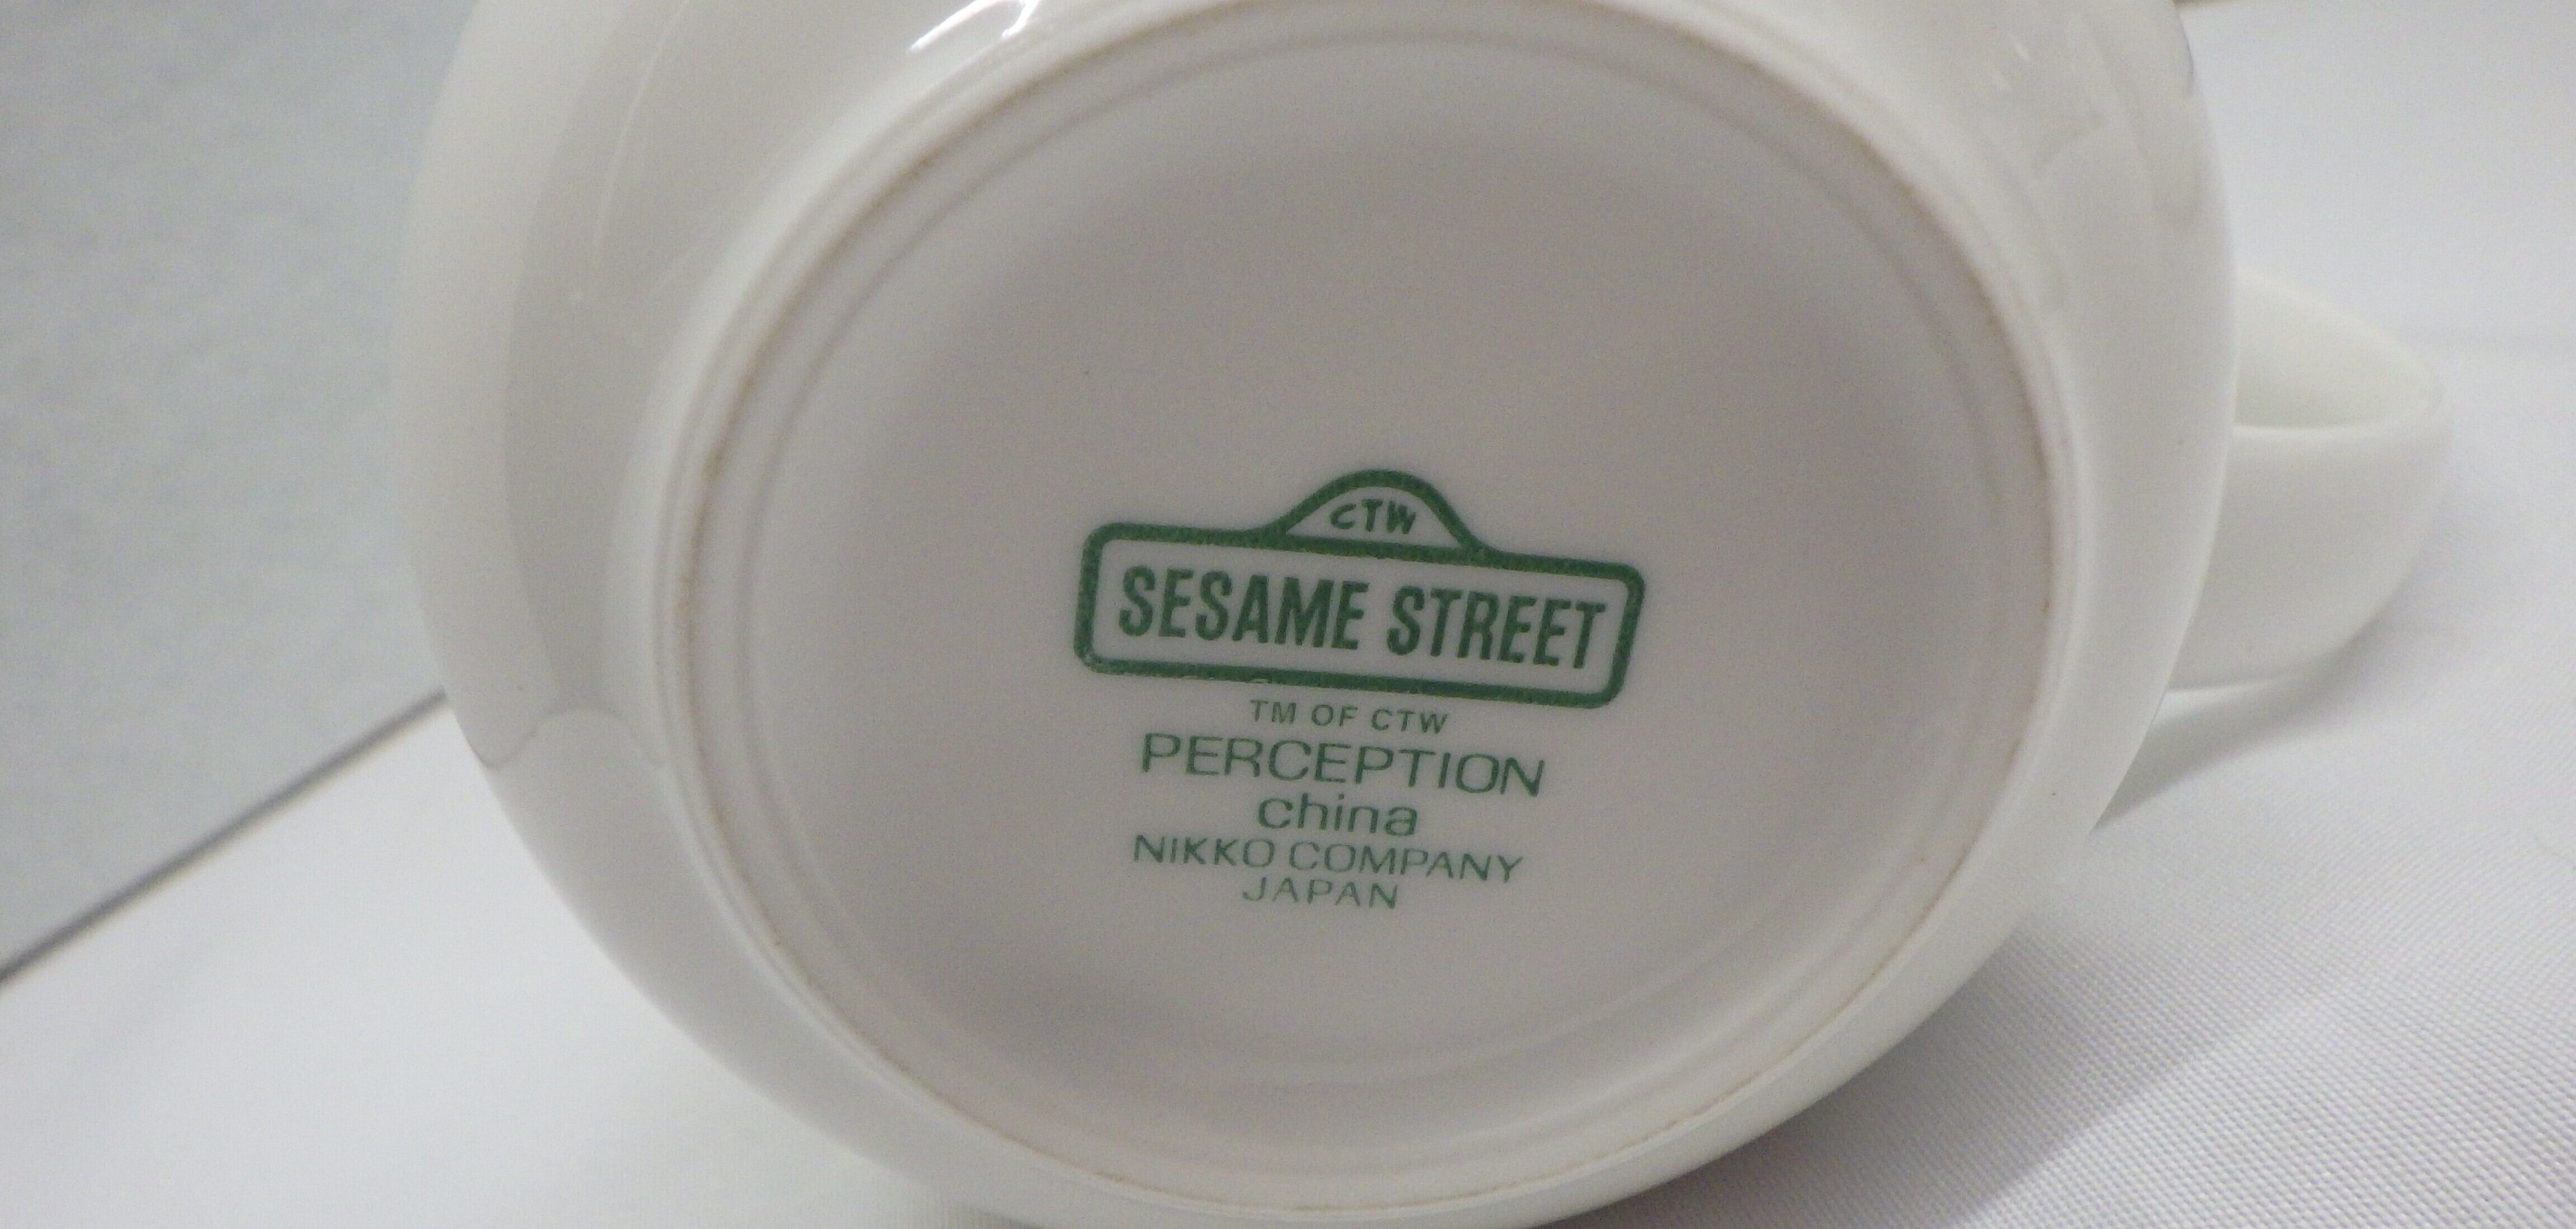 CTW
SESAME STREET
TM OF CTW
PERCEPTION
china
NIKKO COMPANY
JAPAN